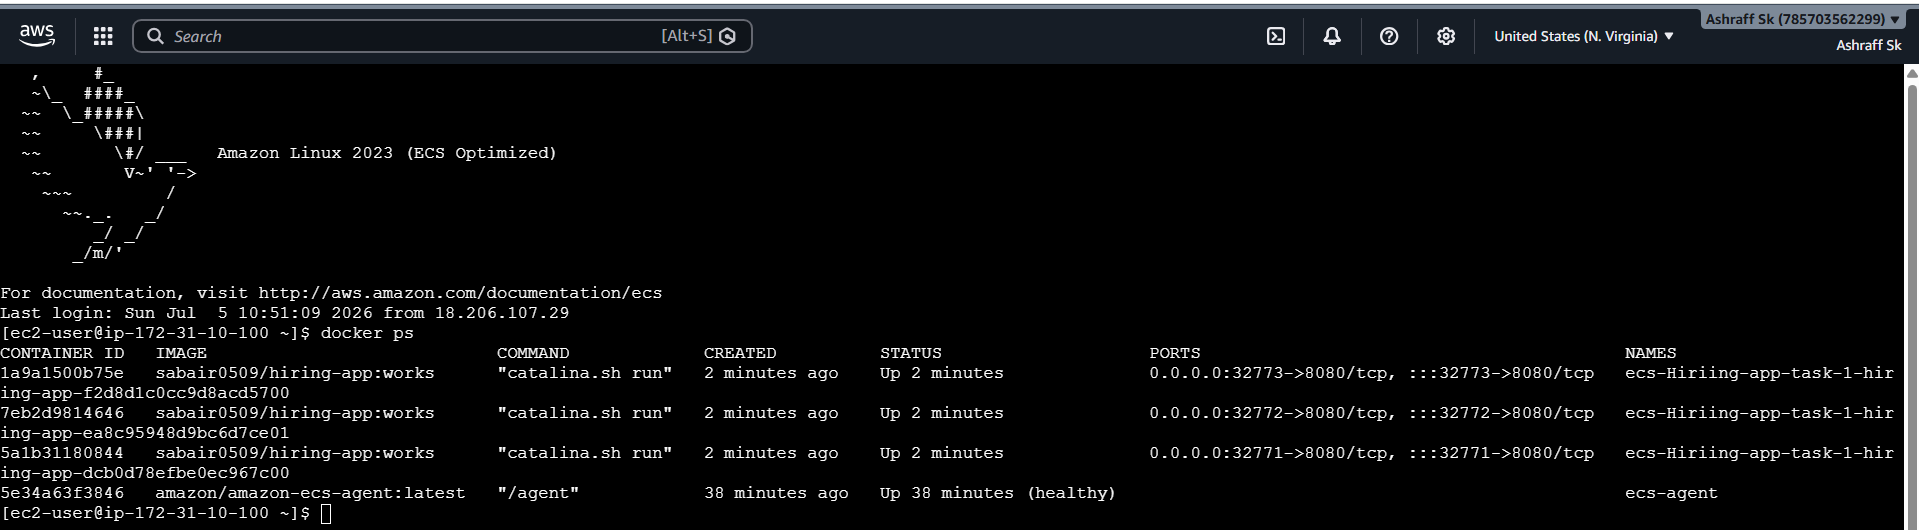 aws
Search [Alt+S]
United States (N. Virginia) ▼
Ashraff Sk (785703562299) ▼
Ashraff Sk
   ,     #_
   ~\_  ####_
  ~~  \_#####\
  ~~     \###|
  ~~       \#/ ___   Amazon Linux 2023 (ECS Optimized)
   ~~       V~' '->
    ~~~         /
      ~~._.   _/
         _/ _/
       _/m/'
For documentation, visit http://aws.amazon.com/documentation/ecs
Last login: Sun Jul  5 10:51:09 2026 from 18.206.107.29
[ec2-user@ip-172-31-10-100 ~]$ docker ps
CONTAINER ID   IMAGE                            COMMAND             CREATED          STATUS                    PORTS                                         NAMES
1a9a1500b75e   sabair0509/hiring-app:works      "catalina.sh run"   2 minutes ago    Up 2 minutes              0.0.0.0:32773->8080/tcp, :::32773->8080/tcp   ecs-Hiriing-app-task-1-hir
ing-app-f2d8d1c0cc9d8acd5700
7eb2d9814646   sabair0509/hiring-app:works      "catalina.sh run"   2 minutes ago    Up 2 minutes              0.0.0.0:32772->8080/tcp, :::32772->8080/tcp   ecs-Hiriing-app-task-1-hir
ing-app-ea8c95948d9bc6d7ce01
5a1b31180844   sabair0509/hiring-app:works      "catalina.sh run"   2 minutes ago    Up 2 minutes              0.0.0.0:32771->8080/tcp, :::32771->8080/tcp   ecs-Hiriing-app-task-1-hir
ing-app-dcb0d78efbe0ec967c00
5e34a63f3846   amazon/amazon-ecs-agent:latest   "/agent"            38 minutes ago   Up 38 minutes (healthy)                                                 ecs-agent
[ec2-user@ip-172-31-10-100 ~]$